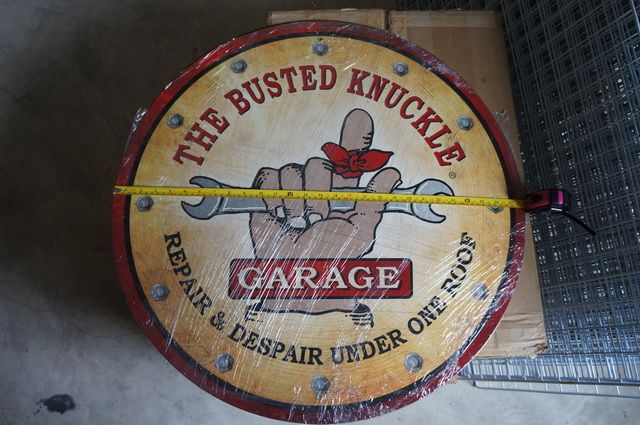 THE BUSTED KNUCKLE®
GARAGE
REPAIR & DESPAIR UNDER ONE ROOF